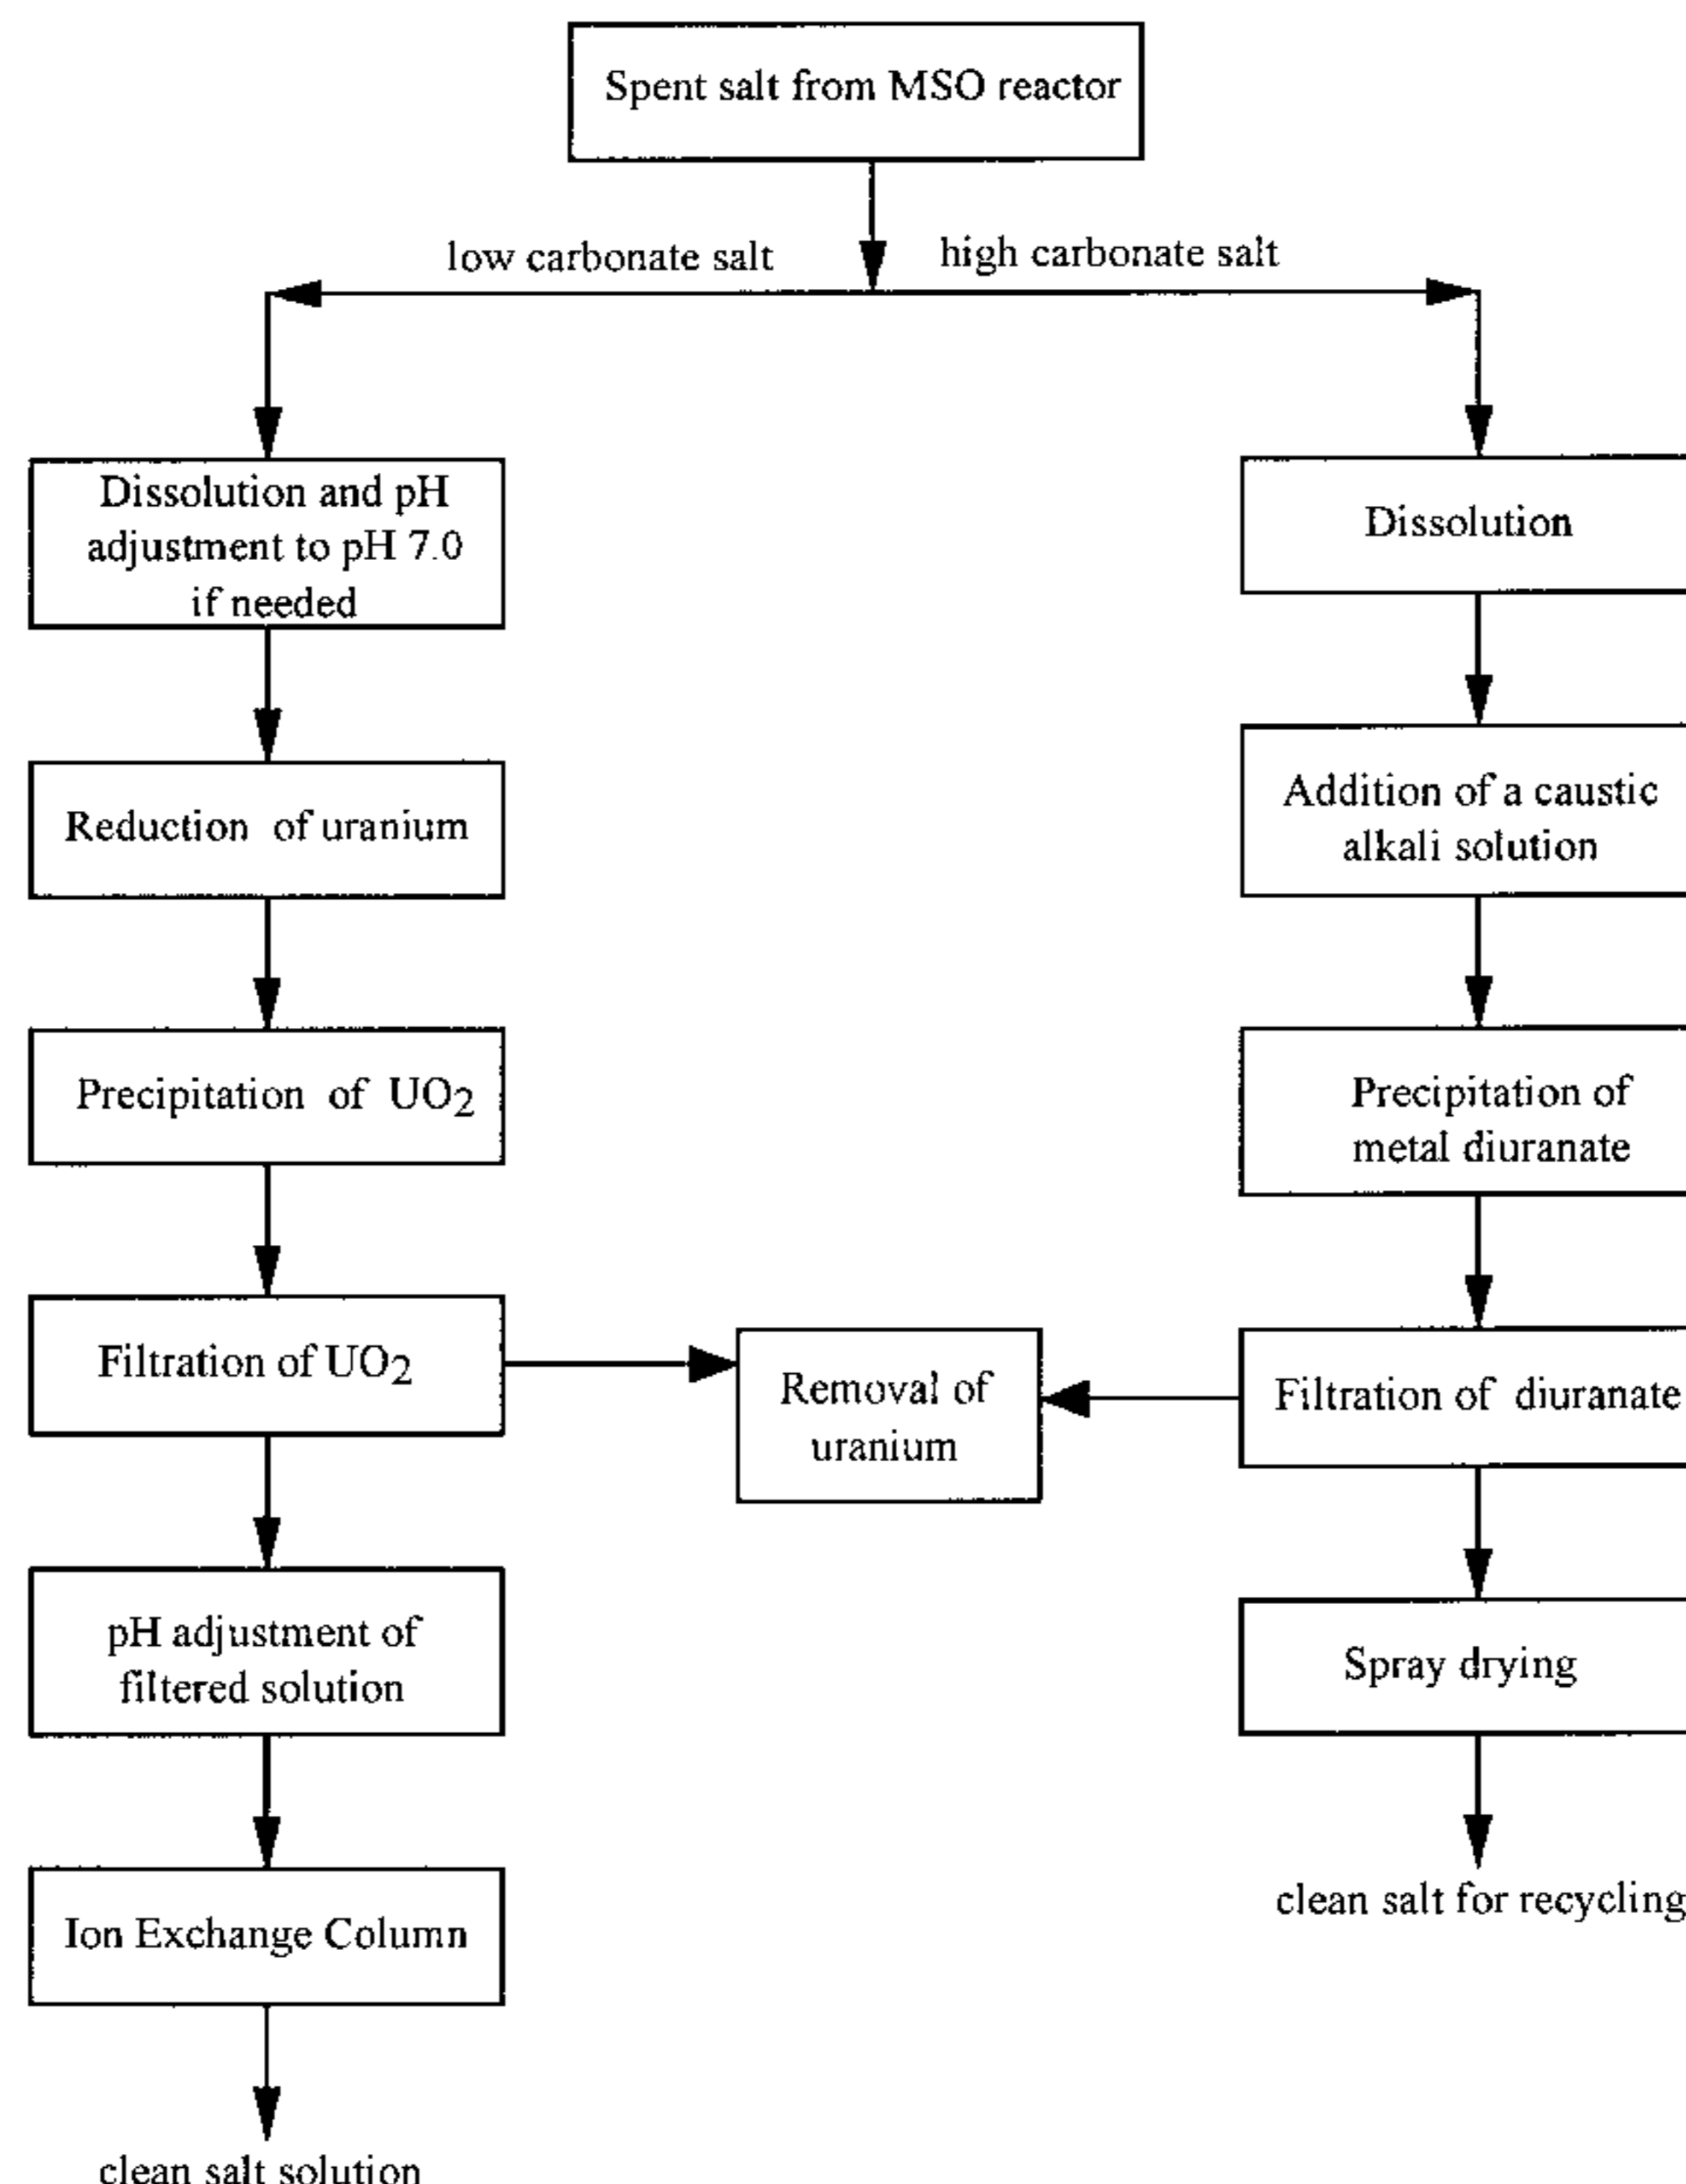 Spent salt from MSO reactor
low carbonate salt
high carbonate salt
Dissolution and pH
adjustment to pH 7.0
if needed
Dissolution
Reduction of uranium
Addition of a caustic
alkali solution
Precipitation of UO2
Precipitation of
metal diuranate
Filtration of UO2
Removal of
uranium
Filtration of diuranate
pH adjustment of
filtered solution
Spray drying
Ion Exchange Column
clean salt for recycling
clean salt solution